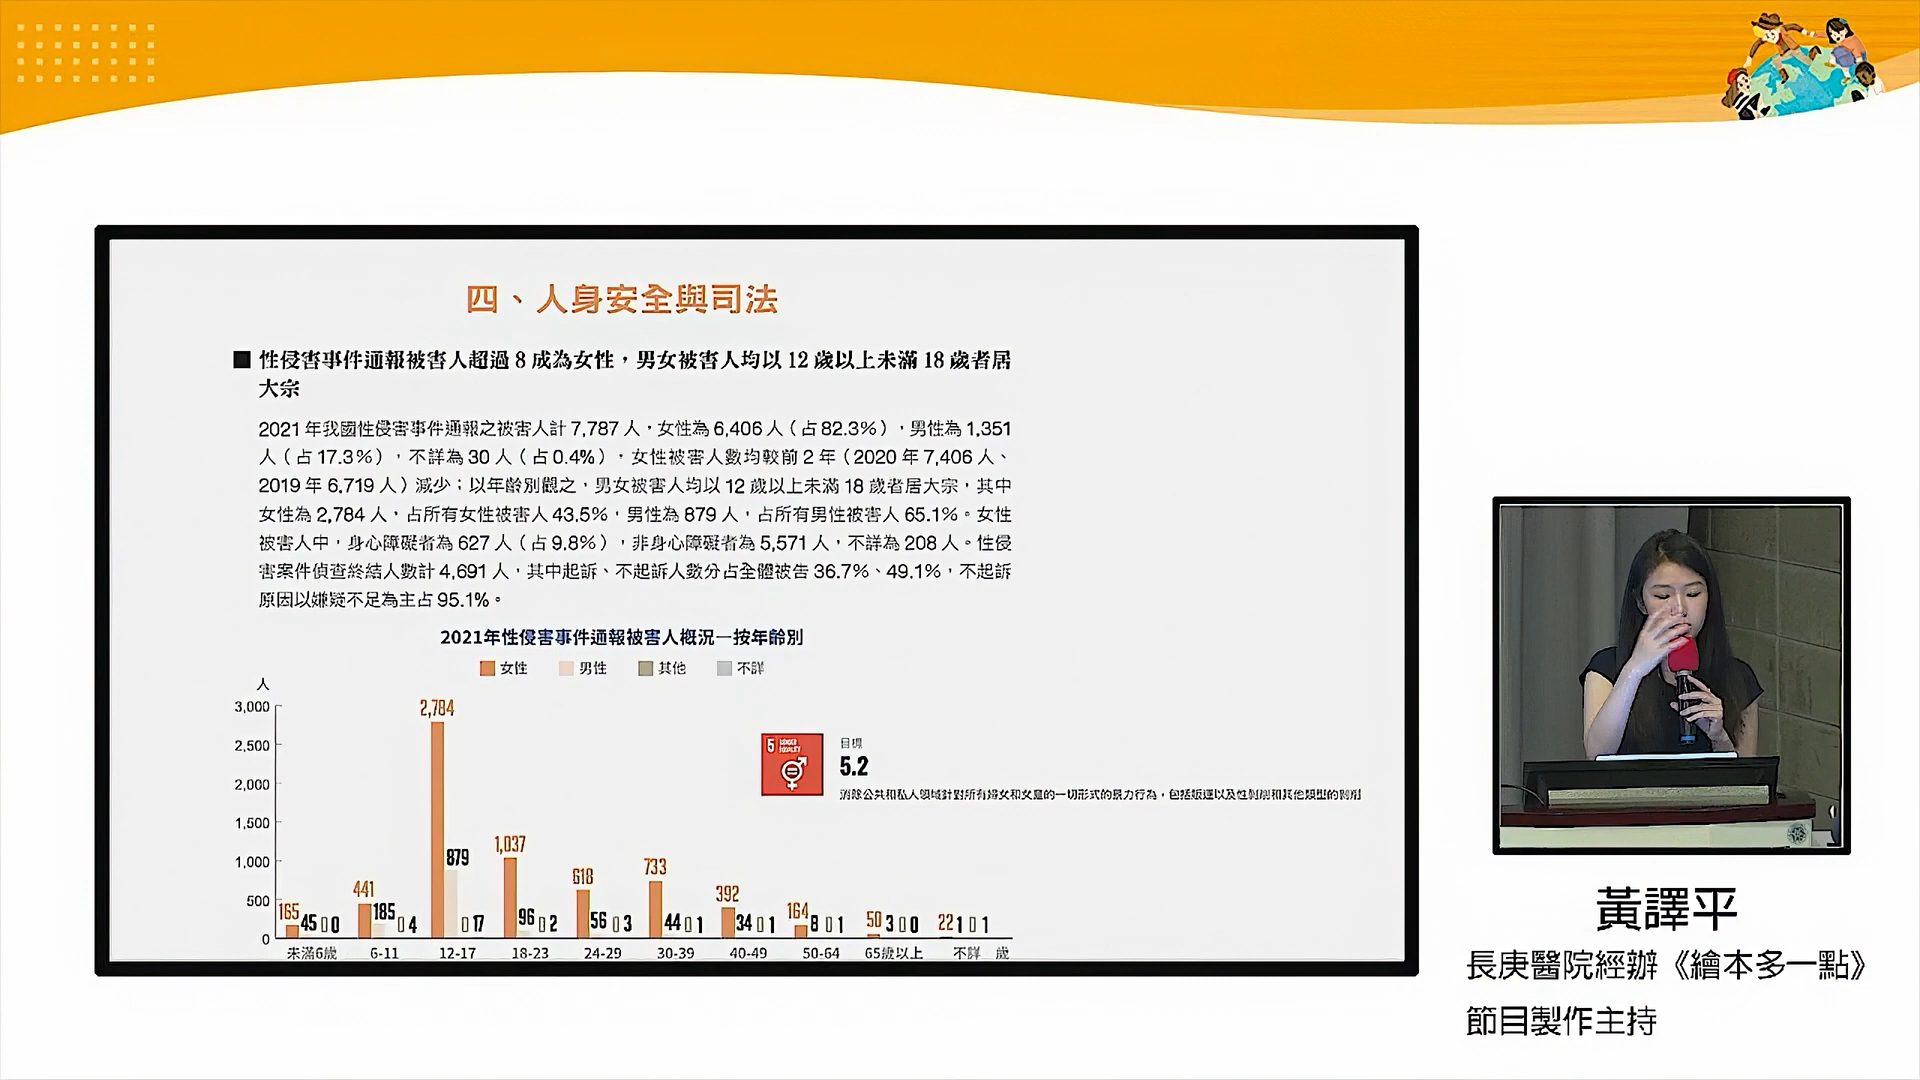 四、人身安全與司法
■ 性侵害事件通報被害人超過 8 成為女性，男女被害人均以 12 歲以上未滿 18 歲者居
大宗
2021 年我國性侵害事件通報之被害人計 7,787 人，女性為 6,406 人（占 82.3%），男性為 1,351
人（占 17.3%），不詳為 30 人（占 0.4%），女性被害人數均較前 2 年（2020 年 7,406 人、
2019 年 6,719 人）減少；以年齡別觀之，男女被害人均以 12 歲以上未滿 18 歲者居大宗，其中
女性為 2,784 人，占所有女性被害人 43.5%，男性為 879 人，占所有男性被害人 65.1%。女性
被害人中，身心障礙者為 627 人（占 9.8%），非身心障礙者為 5,571 人，不詳為 208 人。性侵
害案件偵查終結人數計 4,691 人，其中起訴、不起訴人數分占全體被告 36.7%、49.1%，不起訴
原因以嫌疑不足為主占 95.1%。
2021年性侵害事件通報被害人概況—按年齡別
女性 男性 其他 不詳
人
3,000
2,500
2,000
1,500
1,000
500
0
165 45 0 0
441 185 0 4
2,784 879 0 17
1,037 96 0 2
618 56 0 3
733 44 0 1
392 34 0 1
164 8 0 1
50 3 0 0
22 1 0 1
未滿6歲 6-11 12-17 18-23 24-29 30-39 40-49 50-64 65歲以上 不詳 歲
5 GENDER EQUALITY
目標
5.2
消除公共和私人領域針對所有婦女和女童的一切形式的暴力行為，包括販運以及性剝削和其他類型的剝削
黃譯平
長庚醫院經辦《繪本多一點》
節目製作主持